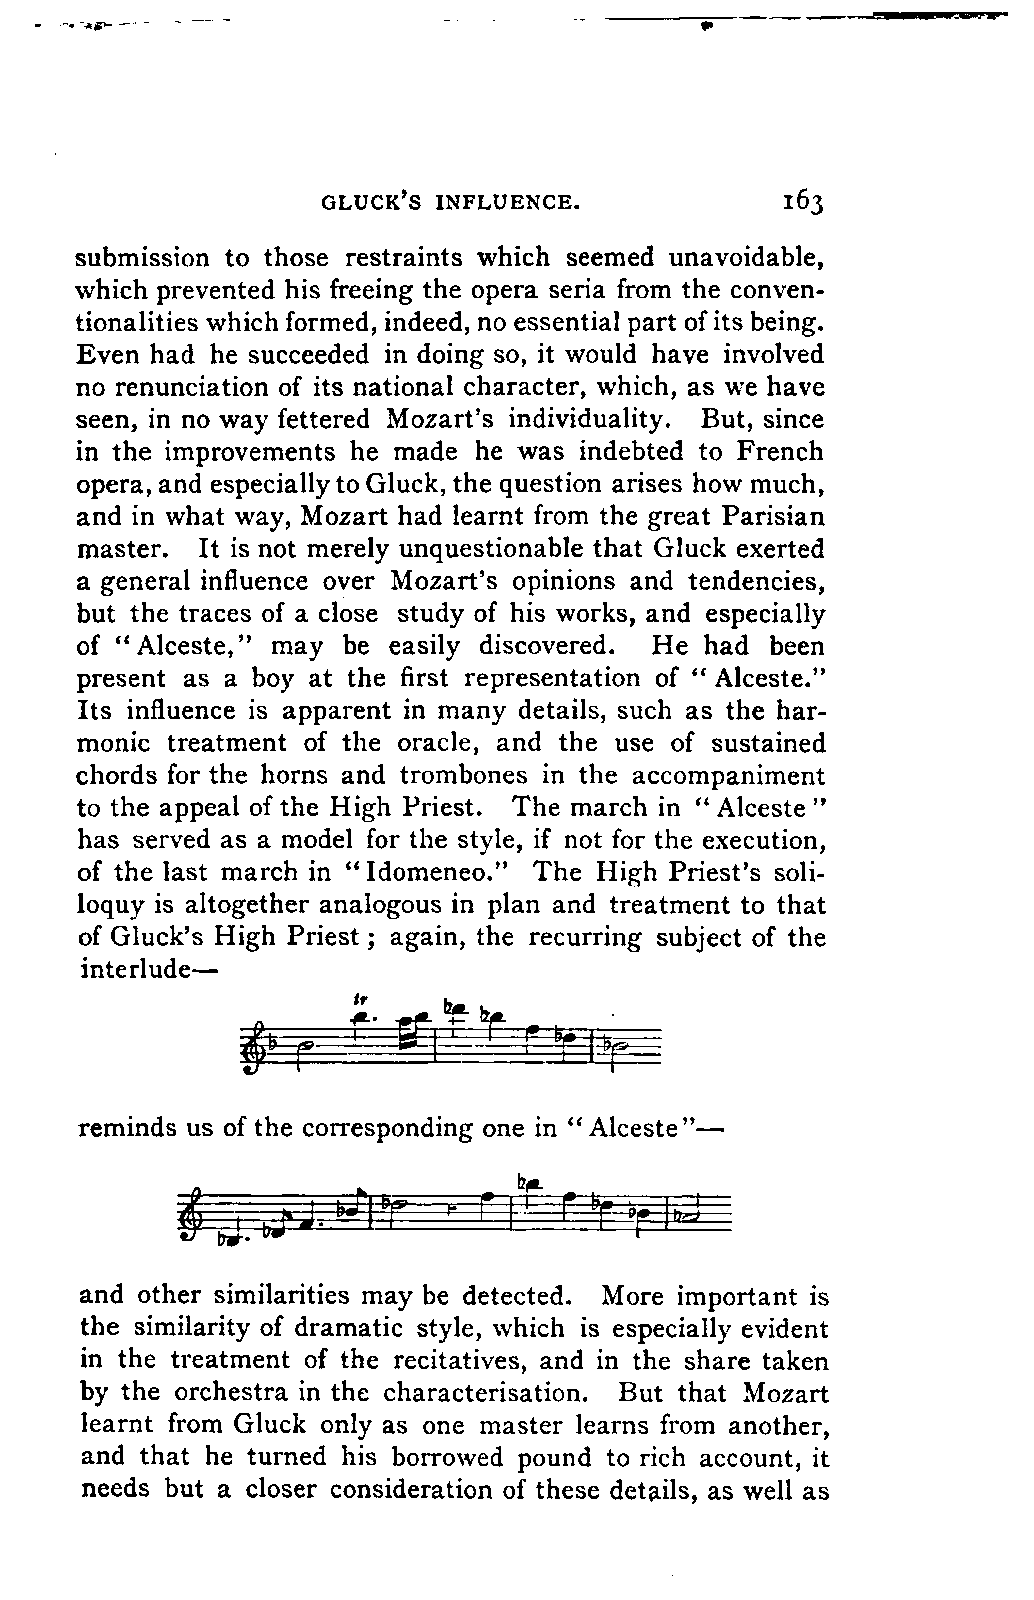 GLUCK'S INFLUENCE. 163
submission to those restraints which seemed unavoidable,
which prevented his freeing the opera seria from the conven-
tionalities which formed, indeed, no essential part of its being.
Even had he succeeded in doing so, it would have involved
no renunciation of its national character, which, as we have
seen, in no way fettered Mozart's individuality. But, since
in the improvements he made he was indebted to French
opera, and especially to Gluck, the question arises how much,
and in what way, Mozart had learnt from the great Parisian
master. It is not merely unquestionable that Gluck exerted
a general influence over Mozart's opinions and tendencies,
but the traces of a close study of his works, and especially
of "Alceste," may be easily discovered. He had been
present as a boy at the first representation of "Alceste."
Its influence is apparent in many details, such as the har-
monic treatment of the oracle, and the use of sustained
chords for the horns and trombones in the accompaniment
to the appeal of the High Priest. The march in "Alceste"
has served as a model for the style, if not for the execution,
of the last march in "Idomeneo." The High Priest's soli-
loquy is altogether analogous in plan and treatment to that
of Gluck's High Priest; again, the recurring subject of the
interlude—
tr
reminds us of the corresponding one in "Alceste"—
and other similarities may be detected. More important is
the similarity of dramatic style, which is especially evident
in the treatment of the recitatives, and in the share taken
by the orchestra in the characterisation. But that Mozart
learnt from Gluck only as one master learns from another,
and that he turned his borrowed pound to rich account, it
needs but a closer consideration of these details, as well as